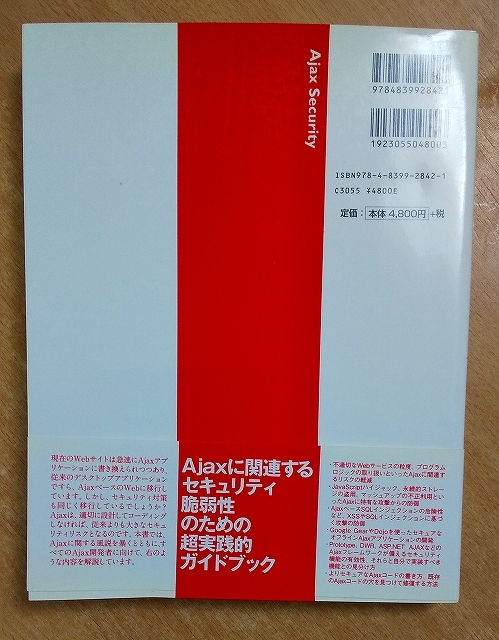 Ajax Security
9784839928421
1923055048003
ISBN978-4-8399-2842-1
C3055 ¥4800E
定価：本体4,800円+税
現在のWebサイトは急速にAjaxアプ
リケーションに書き換えられつつあり、
従来のデスクトップアプリケーション
ですら、AjaxベースのWebに移行し
ています。しかし、セキュリティ対策
も同じく移行しているでしょうか？
Ajaxは、適切に設計してコーディング
しなければ、従来よりも大きなセキュ
リティリスクとなるのです。本書では、
Ajaxに関する風説を暴くとともにす
べてのAjax開発者に向けて、右のよ
うな内容を解説しています。
Ajaxに関連する
セキュリティ
脆弱性
のための
超実践的
ガイドブック
・不適切なWebサービスの粒度、プログラム
ロジックの取り扱いといったAjaxに関連す
るリスクの軽減
・JavaScriptハイジャック、永続的ストレー
ジの盗用、マッシュアップの不正利用とい
ったAjaxに特有な攻撃からの防御
・AjaxベースSQLインジェクションの危険性
など、XSSやSQLインジェクションに基づ
く攻撃の防御
・Google GearやDojoを使ったセキュアな
オフラインAjaxアプリケーションの開発
・Prototype、DWR、ASP.NET AJAXなどの
Ajaxフレームワークが備えるセキュリティ
機能の有効性、それらと自分で実装すべき
機能との見分け方
・よりセキュアなAjaxコードの書き方、既存
のAjaxコードの穴を見つけて修復する方法